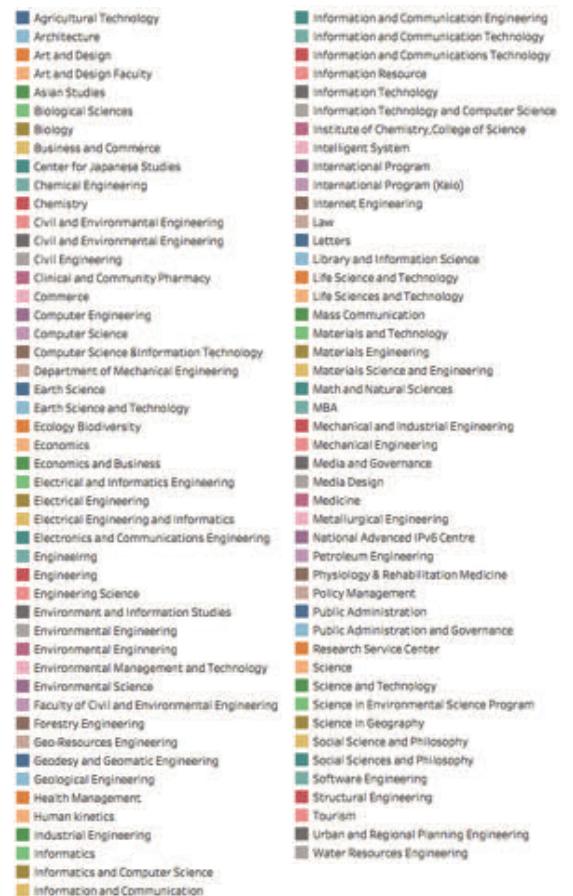 Agricultural Technology
Architecture
Art and Design
Art and Design Faculty
Asian Studies
Biological Sciences
Biology
Business and Commerce
Center for Japanese Studies
Chemical Engineering
Chemistry
Civil and Environmantal Engineering
Civil and Environmental Engineering
Civil Engineering
Clinical and Community Pharmacy
Commerce
Computer Engineering
Computer Science
Computer Science &Information Technology
Department of Mechanical Engineering
Earth Science
Earth Science and Technology
Ecology Biodiversity
Economics
Economics and Business
Electrical and Informatics Engineering
Electrical Engineering
Electrical Engineering and Informatics
Electronics and Communications Engineering
Engineeirng
Engineering
Engineering Science
Environment and Information Studies
Environmental Engineering
Environmental Enginnering
Environmental Management and Technology
Environmental Science
Faculty of Civil and Environmental Engineering
Forestry Engineering
Geo-Resources Engineering
Geodesy and Geomatic Engineering
Geological Engineering
Health Management
Human kinetics
Industrial Engineering
Informatics
Informatics and Computer Science
Information and Communication
Information and Communication Engineering
Information and Communication Technology
Information and Communications Technology
Information Resource
Information Technology
Information Technology and Computer Science
Institute of Chemistry,College of Science
Intelligent System
International Program
International Program (Keio)
Internet Engineering
Law
Letters
Library and Information Science
Life Science and Technology
Life Sciences and Technology
Mass Communication
Materials and Technology
Materials Engineering
Materials Science and Engineering
Math and Natural Sciences
MBA
Mechanical and Industrial Engineering
Mechanical Engineering
Media and Governance
Media Design
Medicine
Metallurgical Engineering
National Advanced IPv6 Centre
Petroleum Engineering
Physiology & Rehabilitation Medicine
Policy Management
Public Administration
Public Administration and Governance
Research Service Center
Science
Science and Technology
Science in Environmental Science Program
Science in Geography
Social Science and Philosophy
Social Sciences and Philosophy
Software Engineering
Structural Engineering
Tourism
Urban and Regional Planning Engineering
Water Resources Engineering